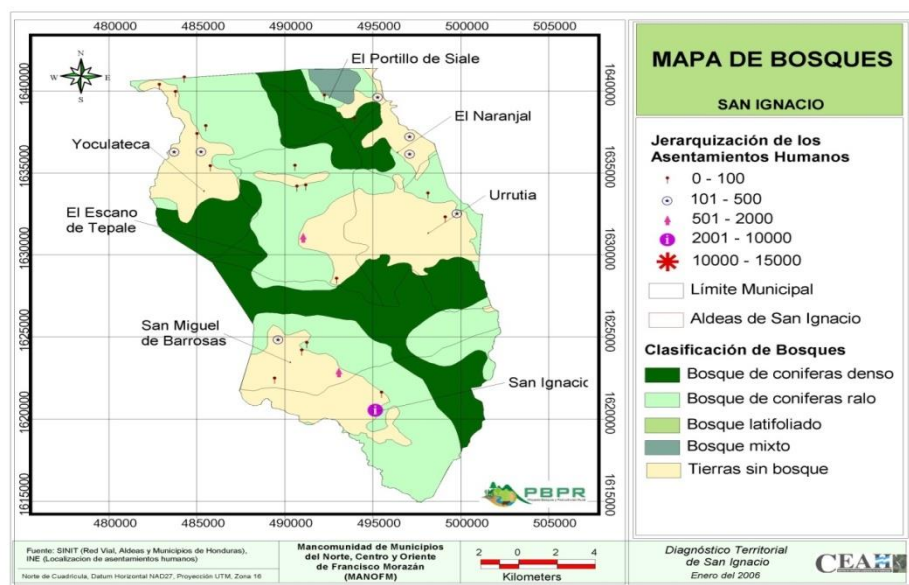 480000 485000 490000 495000 500000 505000
MAPA DE BOSQUES
SAN IGNACIO
N
W E
S
1640000
1635000
1630000
1625000
1620000
1615000
El Portillo de Siale
El Naranjal
Yoculateca
Urrutia
El Escano
de Tepale
San Miguel
de Barrosas
San Ignacio
1640000
1635000
1630000
1625000
1620000
1615000
PBPR
480000 485000 490000 495000 500000 505000
Jerarquización de los
Asentamientos Humanos
0 - 100
101 - 500
501 - 2000
2001 - 10000
10000 - 15000
Límite Municipal
Aldeas de San Ignacio
Clasificación de Bosques
Bosque de coniferas denso
Bosque de coniferas ralo
Bosque latifoliado
Bosque mixto
Tierras sin bosque
Fuente: SINIT (Red Vial, Aldeas y Municipios de Honduras),
INE (Localizacion de asentamientos humanos)
Norte de Cuadrícula, Datum Horizontal NAD27, Proyección UTM, Zona 16
Mancomunidad de Municipios
del Norte, Centro y Oriente
de Francisco Morazán
(MANOFM)
2 0 2 4
Kilometers
Diagnóstico Territorial
de San Ignacio
Enero del 2006
CEAH